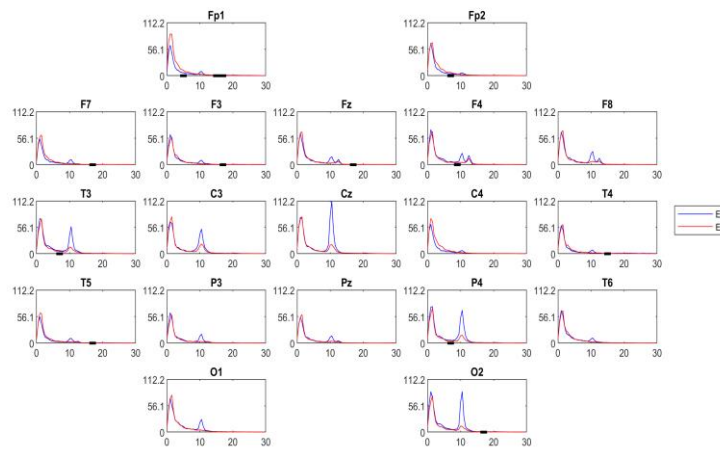 Fp1 Fp2
112.2 112.2
56.1 56.1
0 0
0 10 20 30 0 10 20 30
F7 F3 Fz F4 F8
112.2 112.2 112.2 112.2 112.2
56.1 56.1 56.1 56.1 56.1
0 0 0 0 0
0 10 20 30 0 10 20 30 0 10 20 30 0 10 20 30 0 10 20 30
T3 C3 Cz C4 T4
112.2 112.2 112.2 112.2 112.2
E
56.1 56.1 56.1 56.1 56.1
E
0 0 0 0 0
0 10 20 30 0 10 20 30 0 10 20 30 0 10 20 30 0 10 20 30
T5 P3 Pz P4 T6
112.2 112.2 112.2 112.2 112.2
56.1 56.1 56.1 56.1 56.1
0 0 0 0 0
0 10 20 30 0 10 20 30 0 10 20 30 0 10 20 30 0 10 20 30
O1 O2
112.2 112.2
56.1 56.1
0 0
0 10 20 30 0 10 20 30